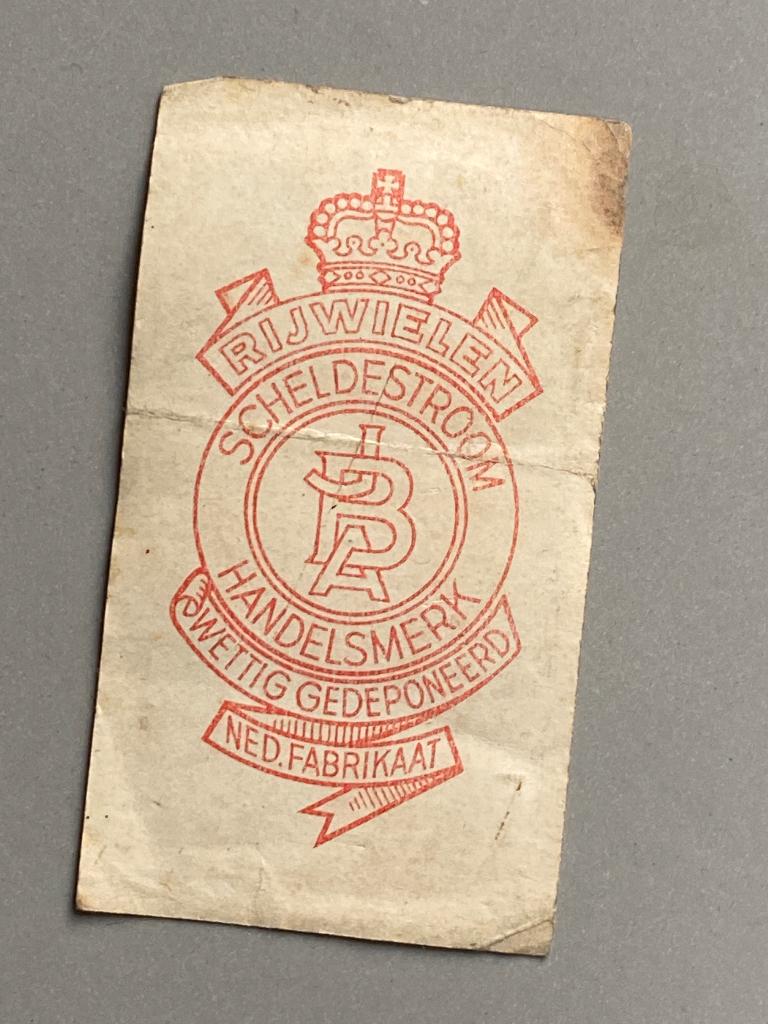 RIJWIELEN
SCHELDESTROOM
JBA
HANDELSMERK
WETTIG GEDEPONEERD
NED. FABRIKAAT